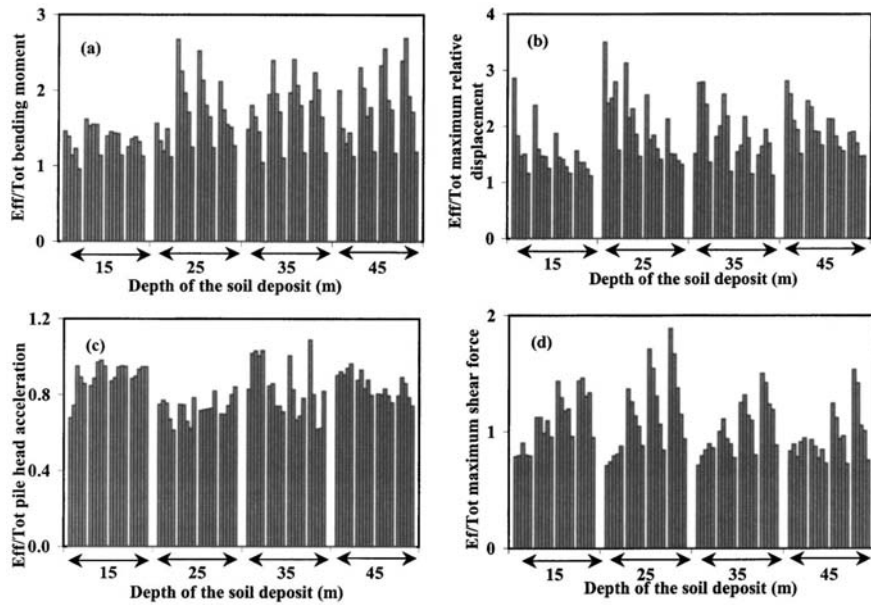 (a)
Eff/Tot bending moment
3
2
1
0
15 25 35 45
Depth of the soil deposit (m)
(b)
Eff/Tot maximum relative
displacement
4
3
2
1
0
15 25 35 45
Depth of the soil deposit (m)
(c)
Eff/Tot pile head acceleration
1.2
0.8
0.4
0.0
15 25 35 45
Depth of the soil deposit (m)
(d)
Ef/Tot maximum shear force
2
1
0
15 25 35 45
Depth of the soil deposit (m)